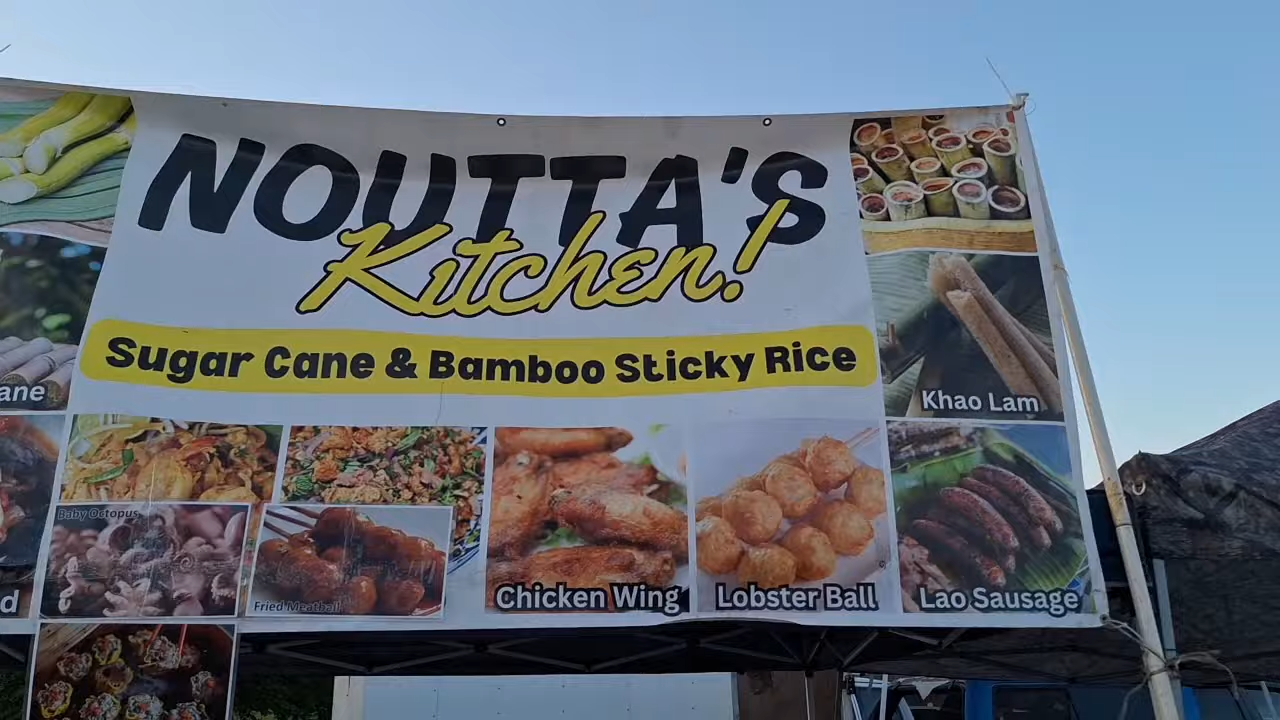 NOUTTA'S
Kitchen!
Sugar Cane & Bamboo Sticky Rice
ane
Khao Lam
Baby Octopus
Fried Meatball
d
Chicken Wing
Lobster Ball
Lao Sausage